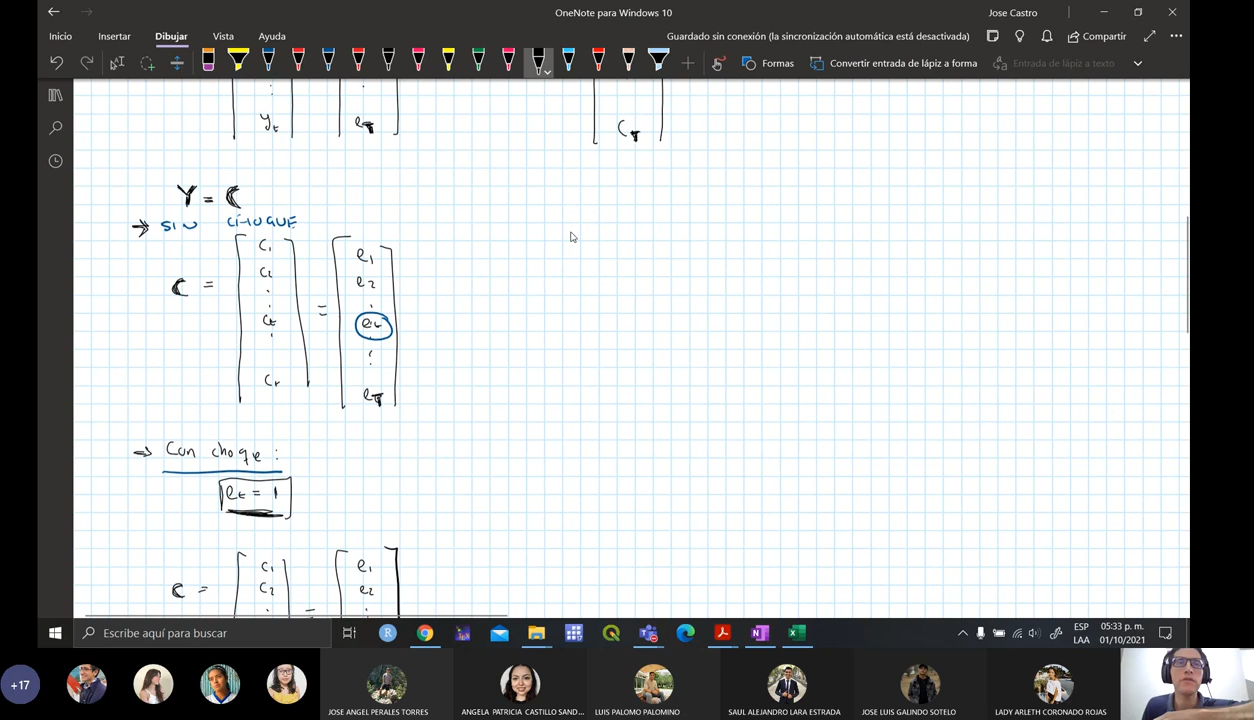 OneNote para Windows 10
Jose Castro
Inicio Insertar Dibujar Vista Ayuda
Guardado sin conexión (la sincronización automática está desactivada)
Compartir
Formas
Convertir entrada de lápiz a forma
Entrada de lápiz a texto
:
.
yt
eT
CT
Y = C
→ SIN CHOQUE
C =
C1
C2
.
.
Ct
.
Cr
=
e1
e2
.
et
:
eT
⇒ Con choqe :
et = 1
C =
C1
C2
.
=
e1
e2
.
Escribe aquí para buscar
ESP
LAA
05:33 p. m.
01/10/2021
+17
JOSE ANGEL PERALES TORRES
ANGELA PATRICIA CASTILLO SAND...
LUIS PALOMO PALOMINO
SAUL ALEJANDRO LARA ESTRADA
JOSE LUIS GALINDO SOTELO
LADY ARLETH CORONADO ROJAS